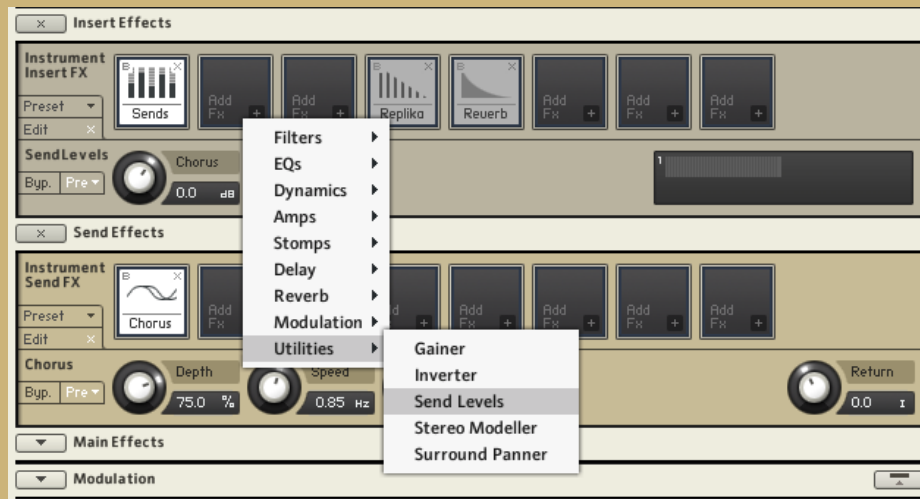 Insert Effects
Instrument
Insert FX
Preset
Edit
Sends
Add
Fx
Add
Fx
Replika
Reverb
Add
Fx
Add
Fx
Add
Fx
SendLevels
Byp. Pre
Chorus
0.0 dB
1
Filters
EQs
Dynamics
Amps
Stomps
Delay
Reverb
Modulation
Utilities
Gainer
Inverter
Send Levels
Stereo Modeller
Surround Panner
Send Effects
Instrument
Send FX
Preset
Edit
Chorus
Add
Fx
Add
Fx
Add
Fx
Add
Fx
Add
Fx
Chorus
Byp. Pre
Depth
75.0 %
Speed
0.85 Hz
Return
0.0 I
Main Effects
Modulation